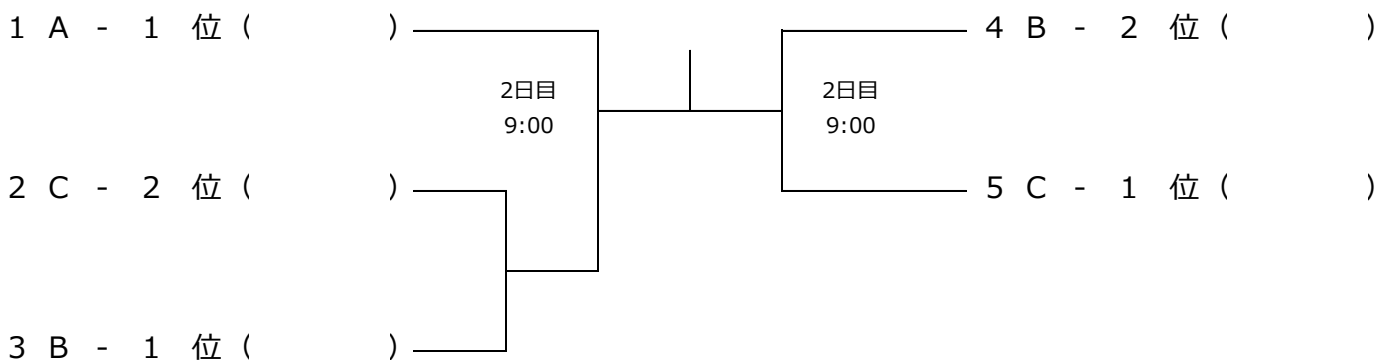 1 A - 1 位 (　　　) 4 B - 2 位 (　　　)
2日目 2日目
9:00 9:00
2 C - 2 位 (　　　) 5 C - 1 位 (　　　)
3 B - 1 位 (　　　)